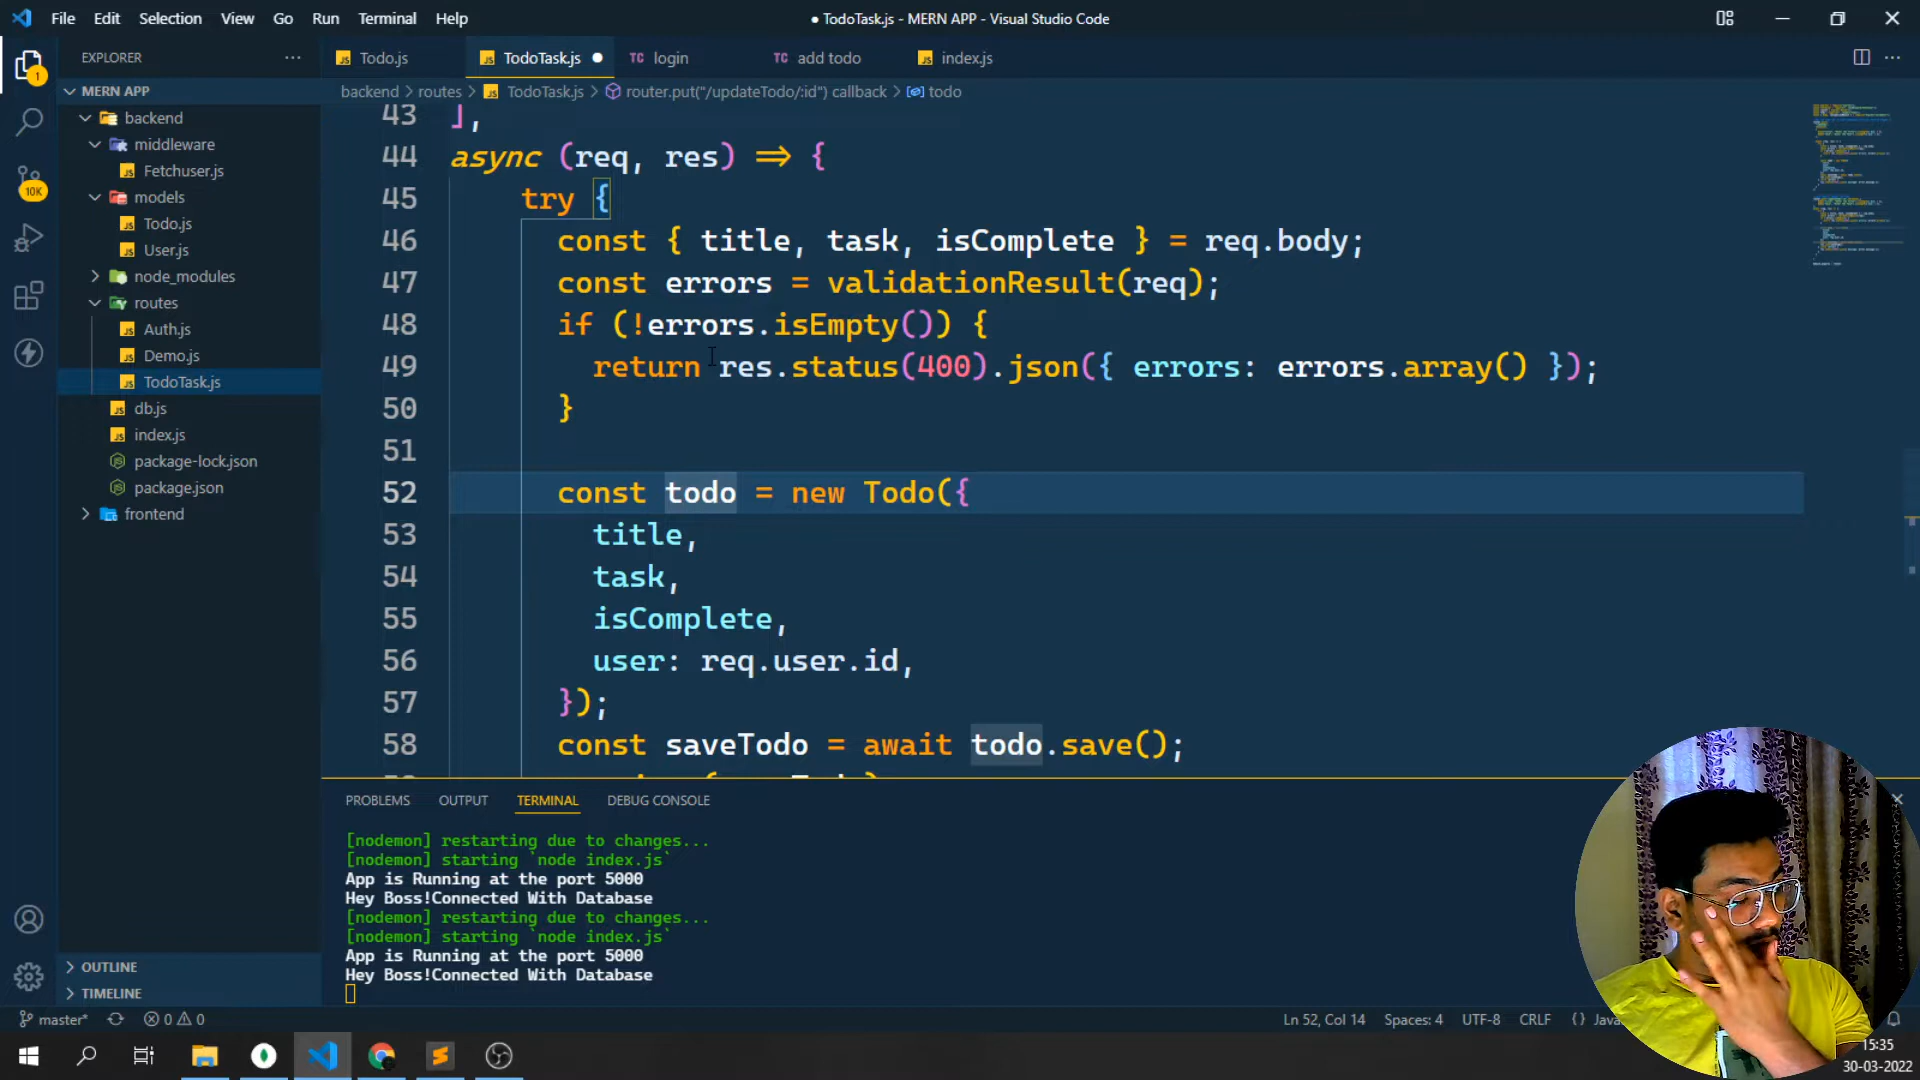 File Edit Selection View Go Run Terminal Help
● TodoTask.js - MERN APP - Visual Studio Code
EXPLORER
Todo.js
TodoTask.js
TC login
TC add todo
index.js
MERN APP
backend > routes > TodoTask.js > router.put("/updateTodo/:id") callback > todo
backend
middleware
Fetchuser.js
models
Todo.js
User.js
node_modules
routes
Auth.js
Demo.js
TodoTask.js
db.js
index.js
package-lock.json
package.json
frontend
OUTLINE
TIMELINE
1
10K
43 ],
44 async (req, res) => {
45 try {
46 const { title, task, isComplete } = req.body;
47 const errors = validationResult(req);
48 if (!errors.isEmpty()) {
49 return res.status(400).json({ errors: errors.array() });
50 }
51
52 const todo = new Todo({
53 title,
54 task,
55 isComplete,
56 user: req.user.id,
57 });
58 const saveTodo = await todo.save();
PROBLEMS OUTPUT TERMINAL DEBUG CONSOLE
[nodemon] restarting due to changes...
[nodemon] starting `node index.js`
App is Running at the port 5000
Hey Boss!Connected With Database
[nodemon] restarting due to changes...
[nodemon] starting `node index.js`
App is Running at the port 5000
Hey Boss!Connected With Database
master* 0 0
Ln 52, Col 14 Spaces: 4 UTF-8 CRLF {}
15:35
30-03-2022